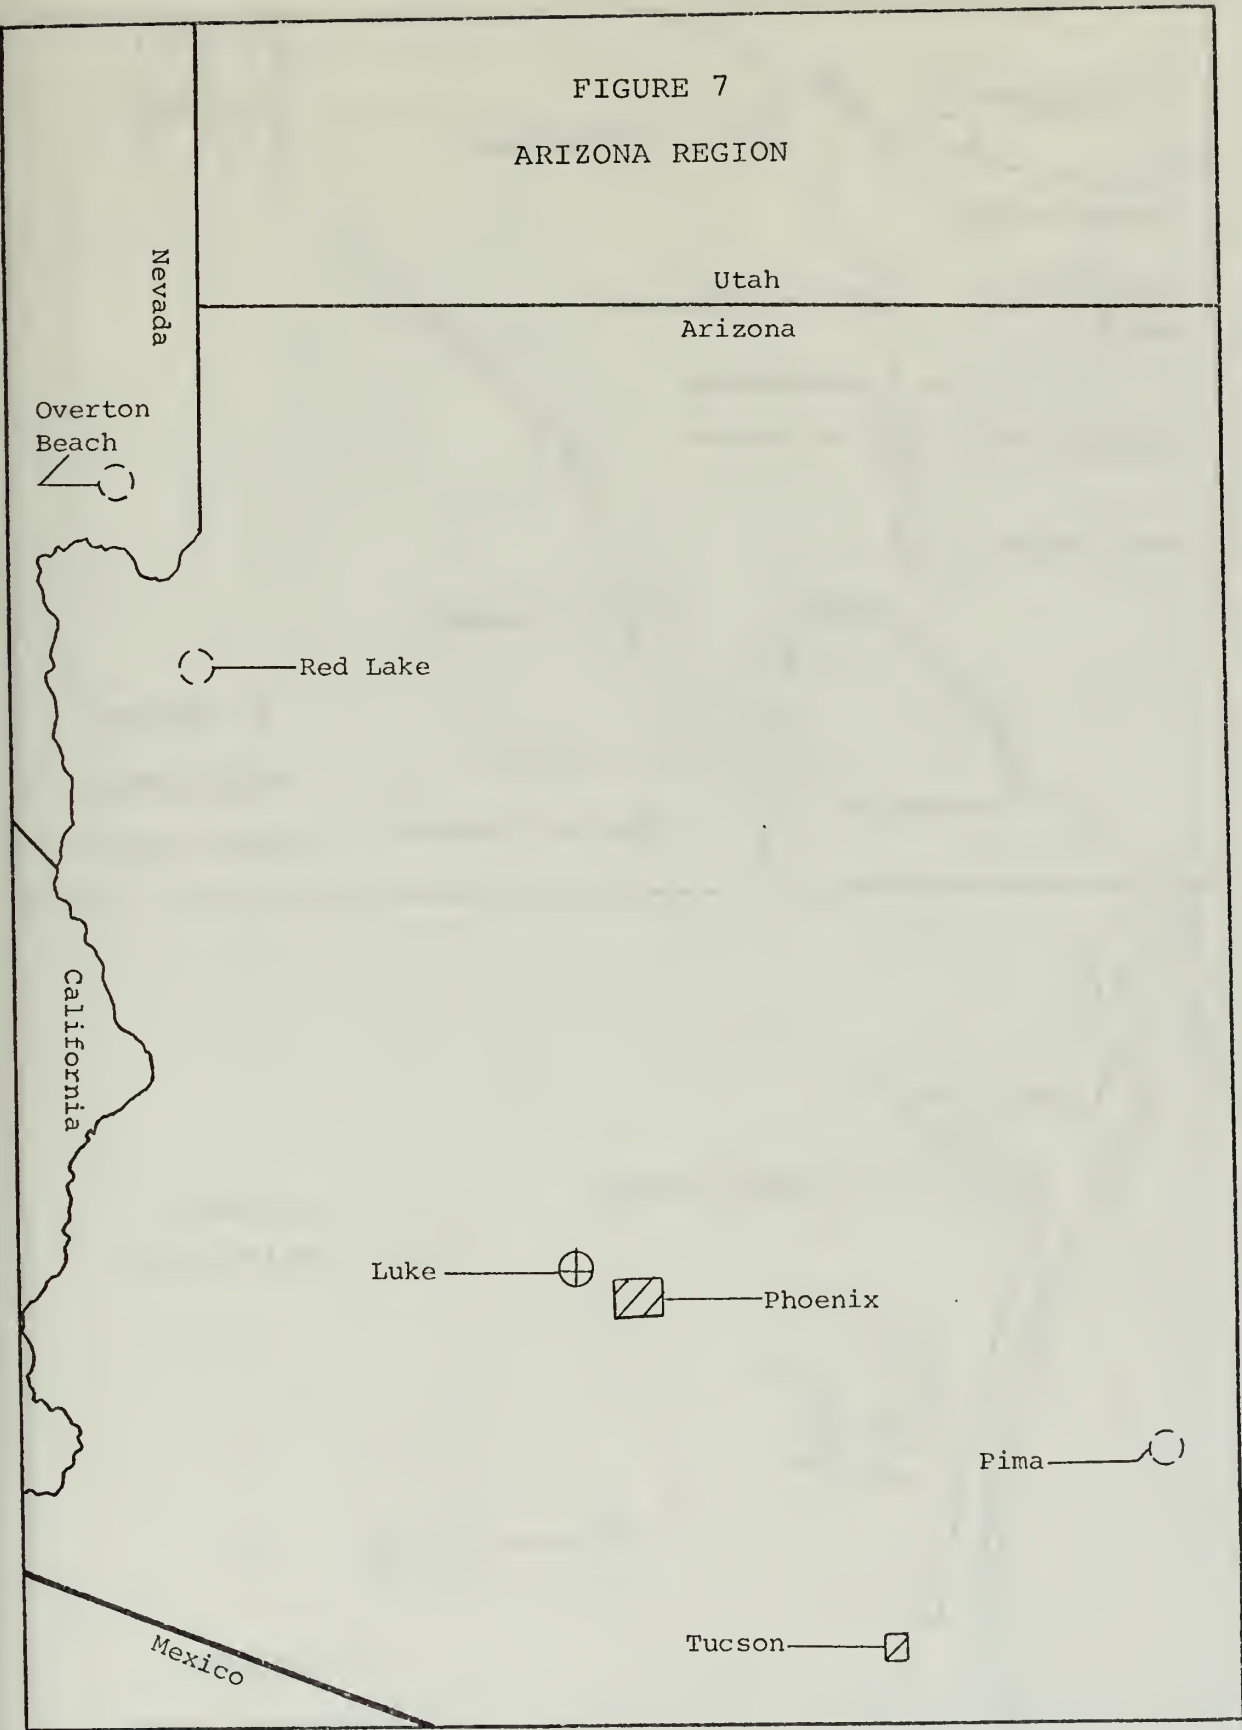 FIGURE 7
ARIZONA REGION
Nevada
Utah
Arizona
Overton
Beach
Red Lake
California
Luke
Phoenix
Pima
Tucson
Mexico